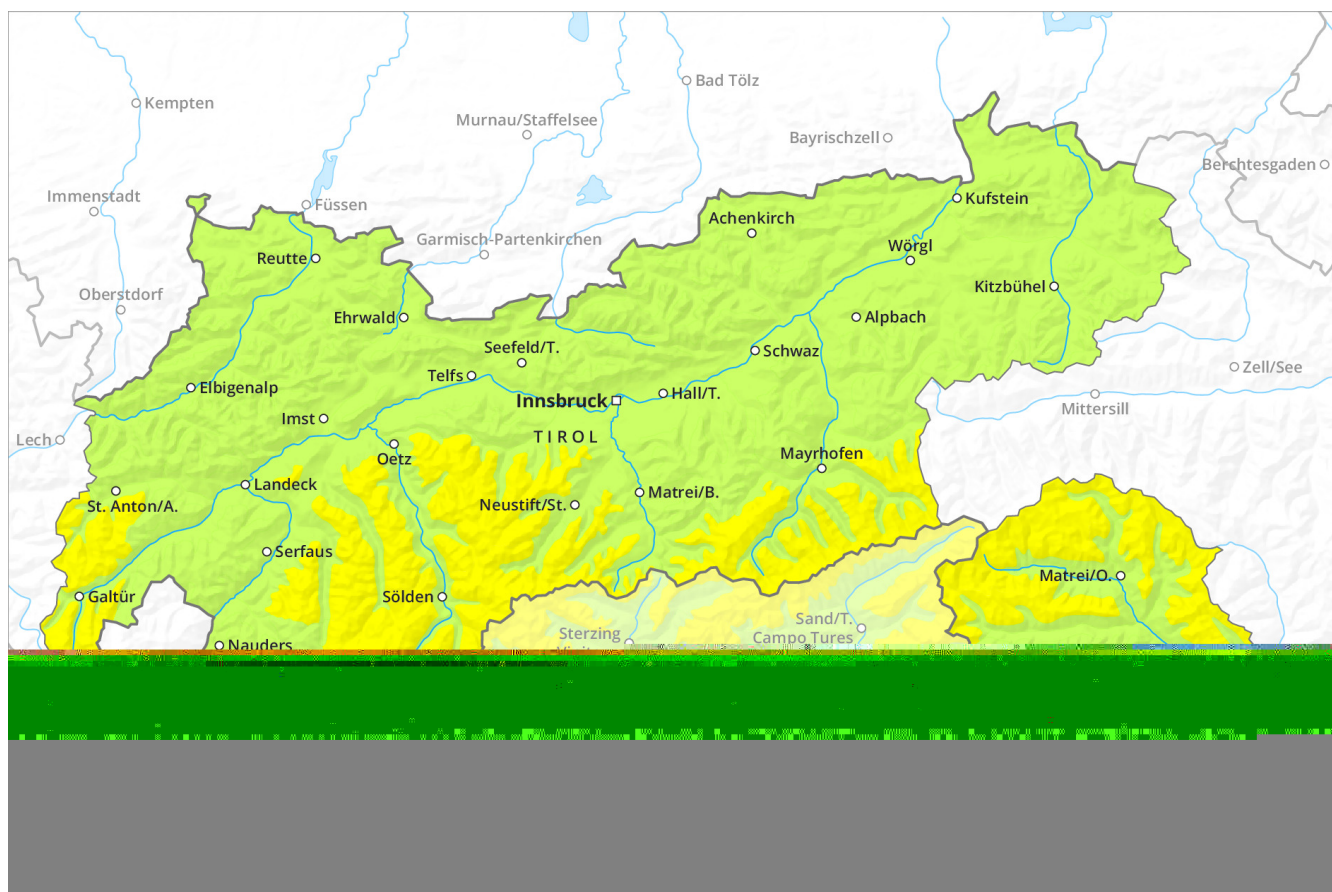 Bad Tölz
Kempten
Murnau/Staffelsee
Bayrischzell
Berchtesgaden
Immenstadt
Füssen
Kufstein
Achenkirch
Garmisch-Partenkirchen
Wörgl
Reutte
Kitzbühel
Oberstdorf
Ehrwald
Alpbach
Seefeld/T.
Schwaz
Zell/See
Telfs
Elbigenalp
Hall/T.
Innsbruck
Mittersill
Imst
TIROL
Lech
Oetz
Mayrhofen
Landeck
Matrei/B.
St. Anton/A.
Neustift/St.
Serfaus
Matrei/O.
Galtür
Sölden
Sand/T.
Sterzing
Campo Tures
Nauders